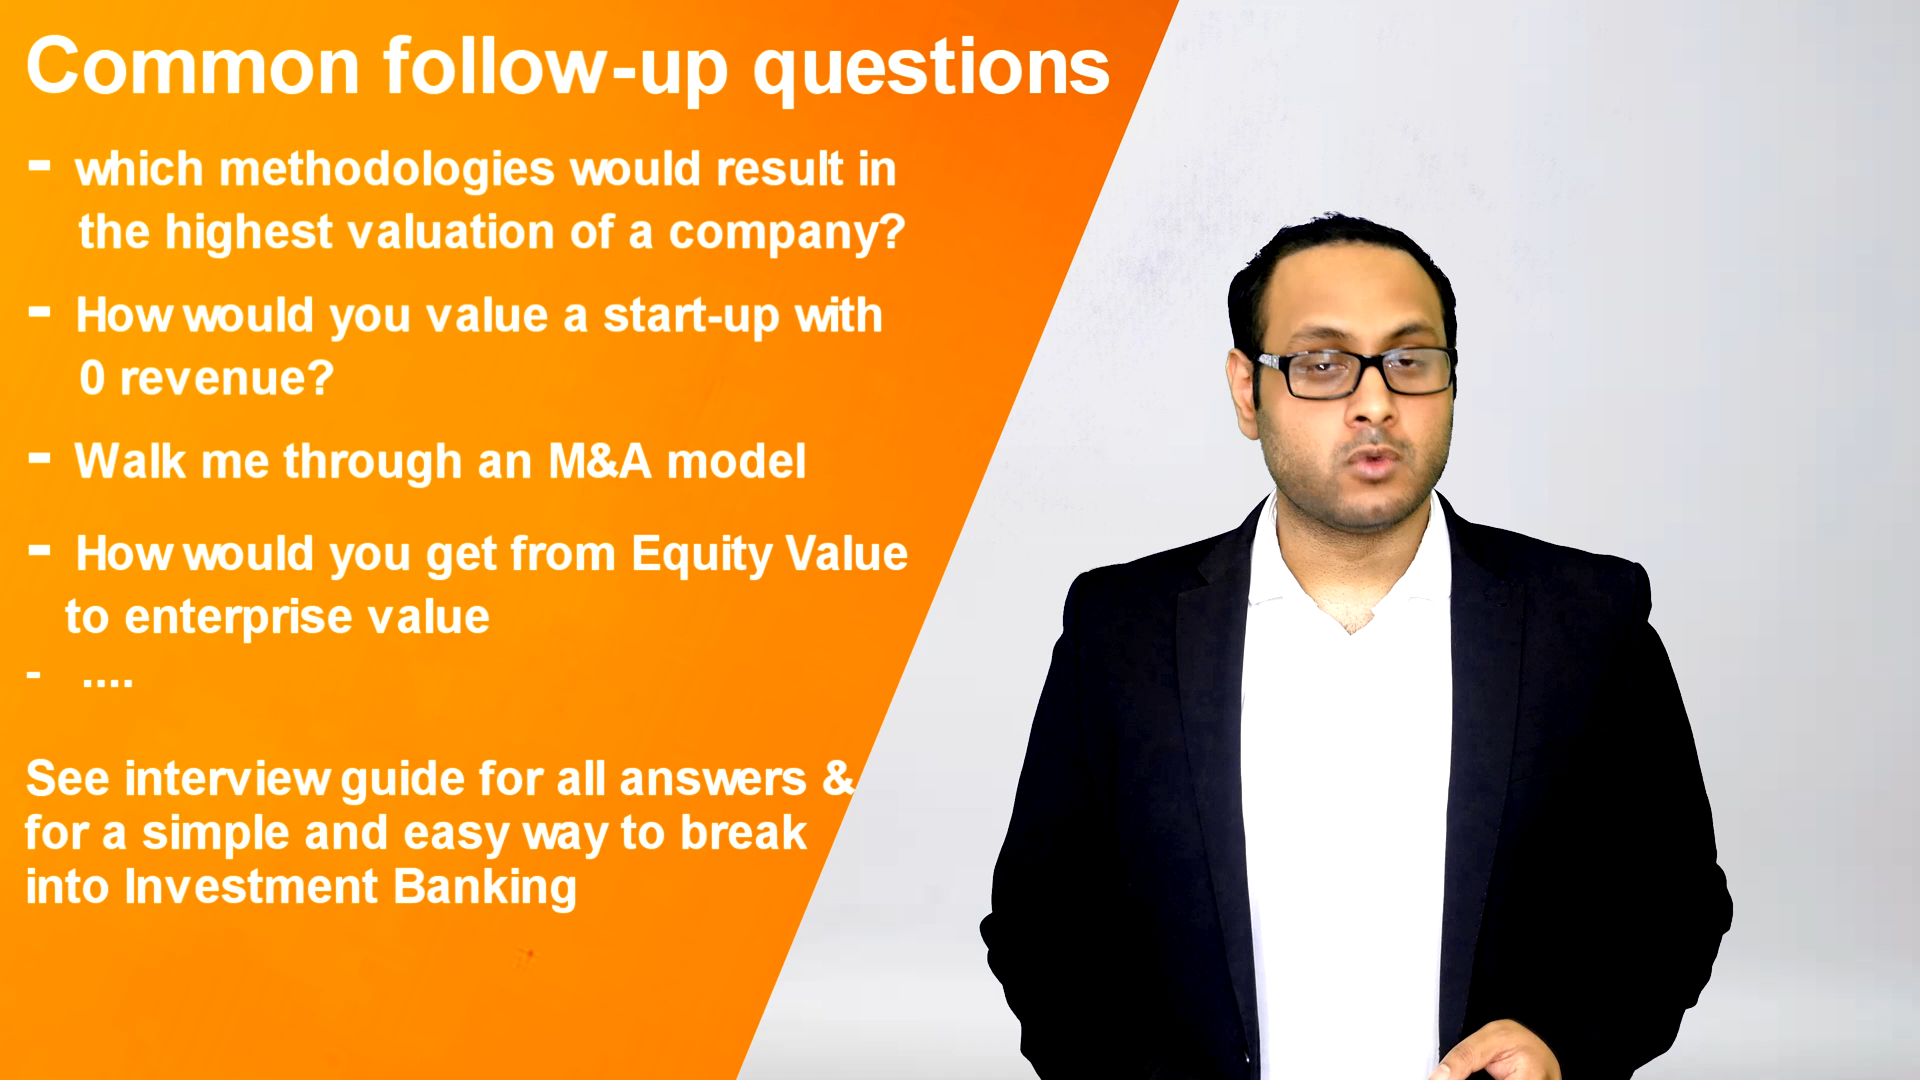 Common follow-up questions
- which methodologies would result in
the highest valuation of a company?
- How would you value a start-up with
0 revenue?
- Walk me through an M&A model
- How would you get from Equity Value
to enterprise value
- ....
See interview guide for all answers &
for a simple and easy way to break
into Investment Banking